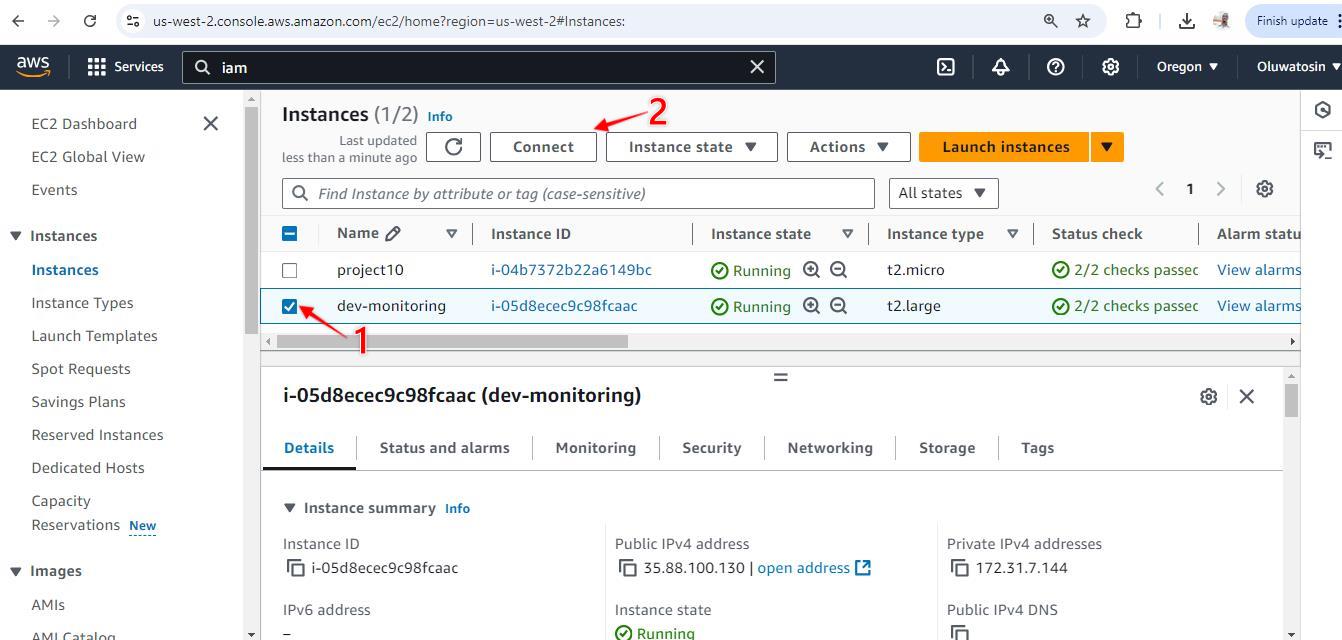 us-west-2.console.aws.amazon.com/ec2/home?region=us-west-2#Instances:
Finish update
aws
Services
iam
Oregon
Oluwatosin
EC2 Dashboard
EC2 Global View
Events
Instances
Instances
Instance Types
Launch Templates
Spot Requests
Savings Plans
Reserved Instances
Dedicated Hosts
Capacity
Reservations New
Images
AMIs
AMI Catalog
Instances (1/2) Info
2
Last updated
less than a minute ago
Connect
Instance state
Actions
Launch instances
Find Instance by attribute or tag (case-sensitive)
All states
1
Name Instance ID Instance state Instance type Status check Alarm statu
project10 i-04b7372b22a6149bc Running t2.micro 2/2 checks passec View alarms
dev-monitoring i-05d8ecec9c98fcaac Running t2.large 2/2 checks passec View alarms
1
i-05d8ecec9c98fcaac (dev-monitoring)
Details Status and alarms Monitoring Security Networking Storage Tags
Instance summary Info
Instance ID Public IPv4 address Private IPv4 addresses
i-05d8ecec9c98fcaac 35.88.100.130 | open address 172.31.7.144
IPv6 address Instance state Public IPv4 DNS
– Running